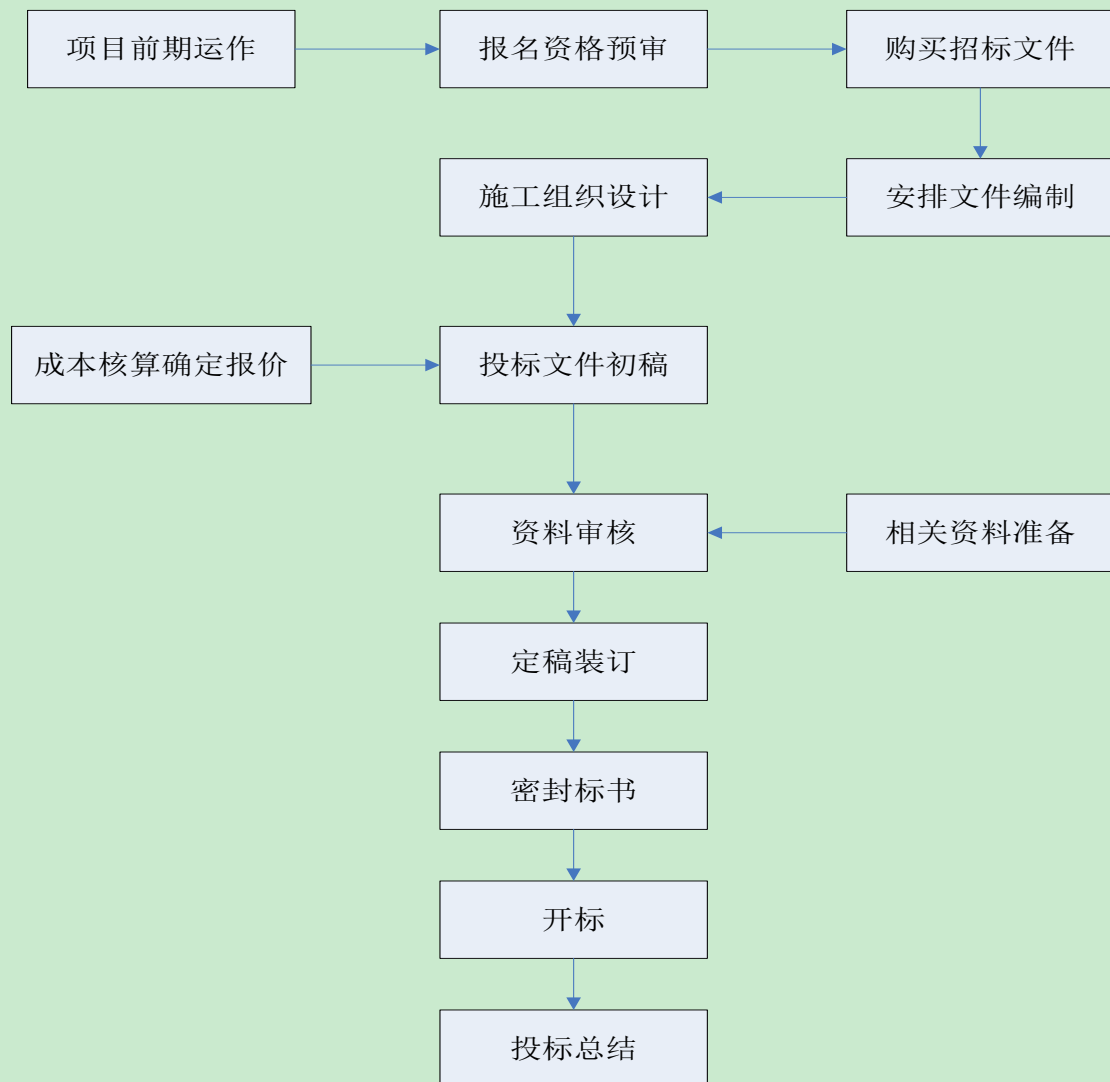 项目前期运作
报名资格预审
购买招标文件
施工组织设计
安排文件编制
成本核算确定报价
投标文件初稿
资料审核
相关资料准备
定稿装订
密封标书
开标
投标总结